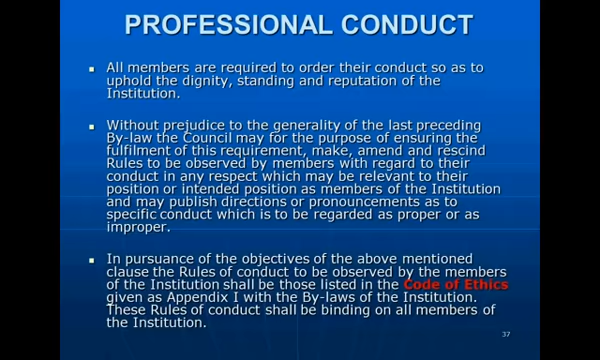 PROFESSIONAL CONDUCT
All members are required to order their conduct so as to
uphold the dignity, standing and reputation of the
Institution.
Without prejudice to the generality of the last preceding
By-law the Council may for the purpose of ensuring the
fulfilment of this requirement, make, amend and rescind
Rules to be observed by members with regard to their
conduct in any respect which may be relevant to their
position or intended position as members of the Institution
and may publish directions or pronouncements as to
specific conduct which is to be regarded as proper or as
improper.
In pursuance of the objectives of the above mentioned
clause the Rules of conduct to be observed by the members
of the Institution shall be those listed in the Code of Ethics
given as Appendix I with the By-laws of the Institution.
These Rules of conduct shall be binding on all members of
the Institution.
37